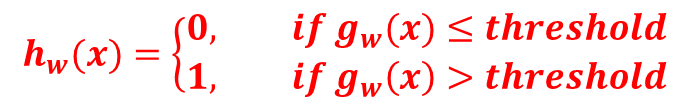 h_w(x) = {0, if g_w(x) ≤ threshold
1, if g_w(x) > threshold